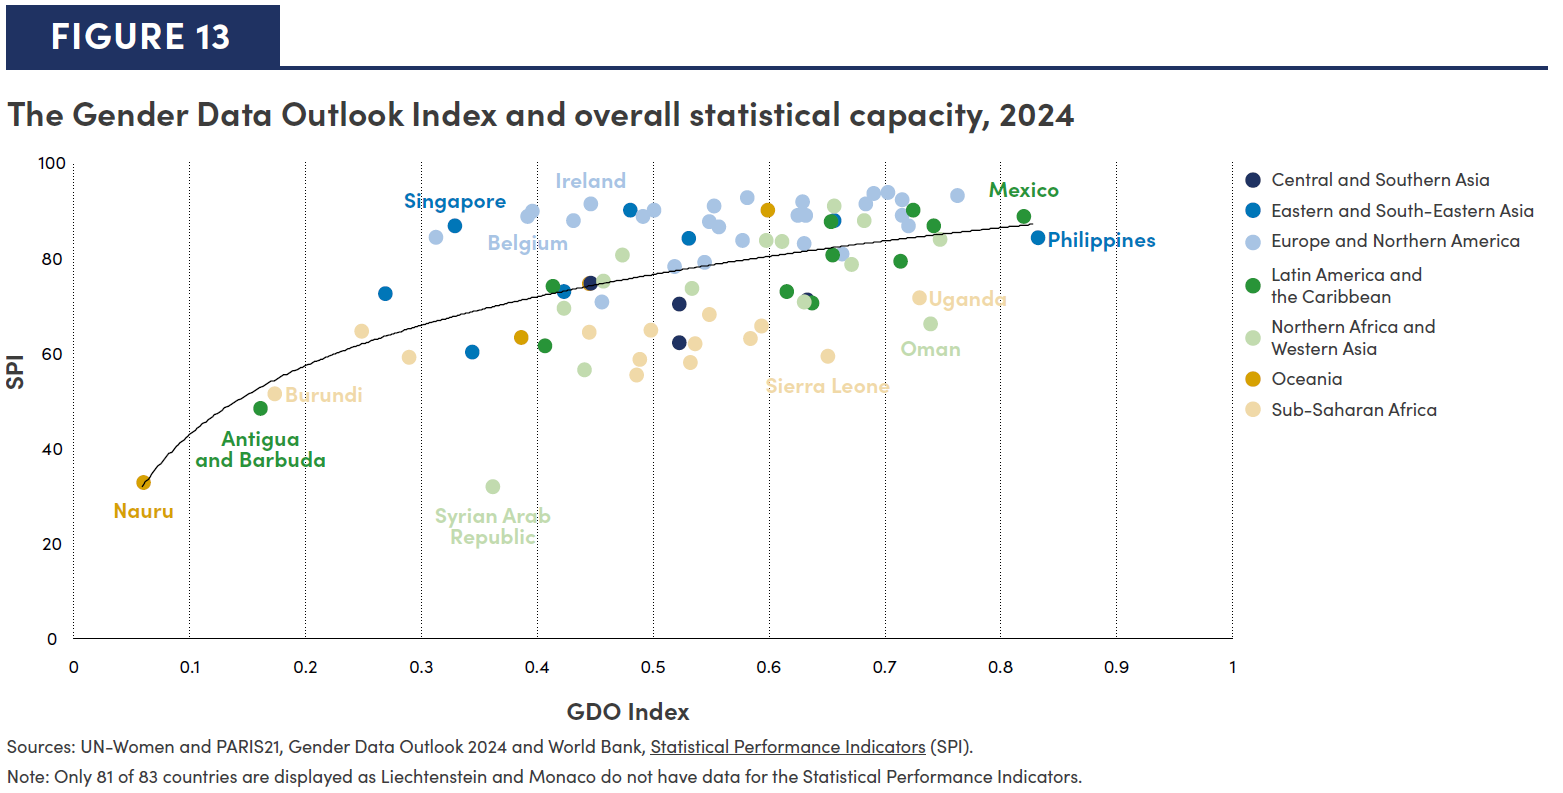 FIGURE 13
The Gender Data Outlook Index and overall statistical capacity, 2024
SPI
100
80
60
40
20
0
0 0.1 0.2 0.3 0.4 0.5 0.6 0.7 0.8 0.9 1
GDO Index
Ireland
Singapore
Mexico
Belgium
Philippines
Uganda
Oman
Sierra Leone
Burundi
Antigua
and Barbuda
Nauru
Syrian Arab
Republic
Central and Southern Asia
Eastern and South-Eastern Asia
Europe and Northern America
Latin America and
the Caribbean
Northern Africa and
Western Asia
Oceania
Sub-Saharan Africa
Sources: UN-Women and PARIS21, Gender Data Outlook 2024 and World Bank, Statistical Performance Indicators (SPI).
Note: Only 81 of 83 countries are displayed as Liechtenstein and Monaco do not have data for the Statistical Performance Indicators.